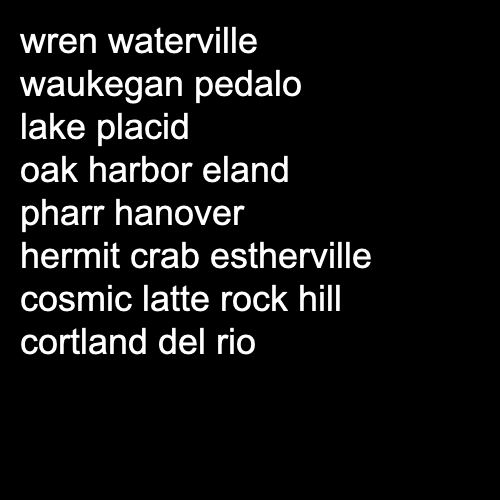 wren waterville
waukegan pedalo
lake placid
oak harbor eland
pharr hanover
hermit crab estherville
cosmic latte rock hill
cortland del rio